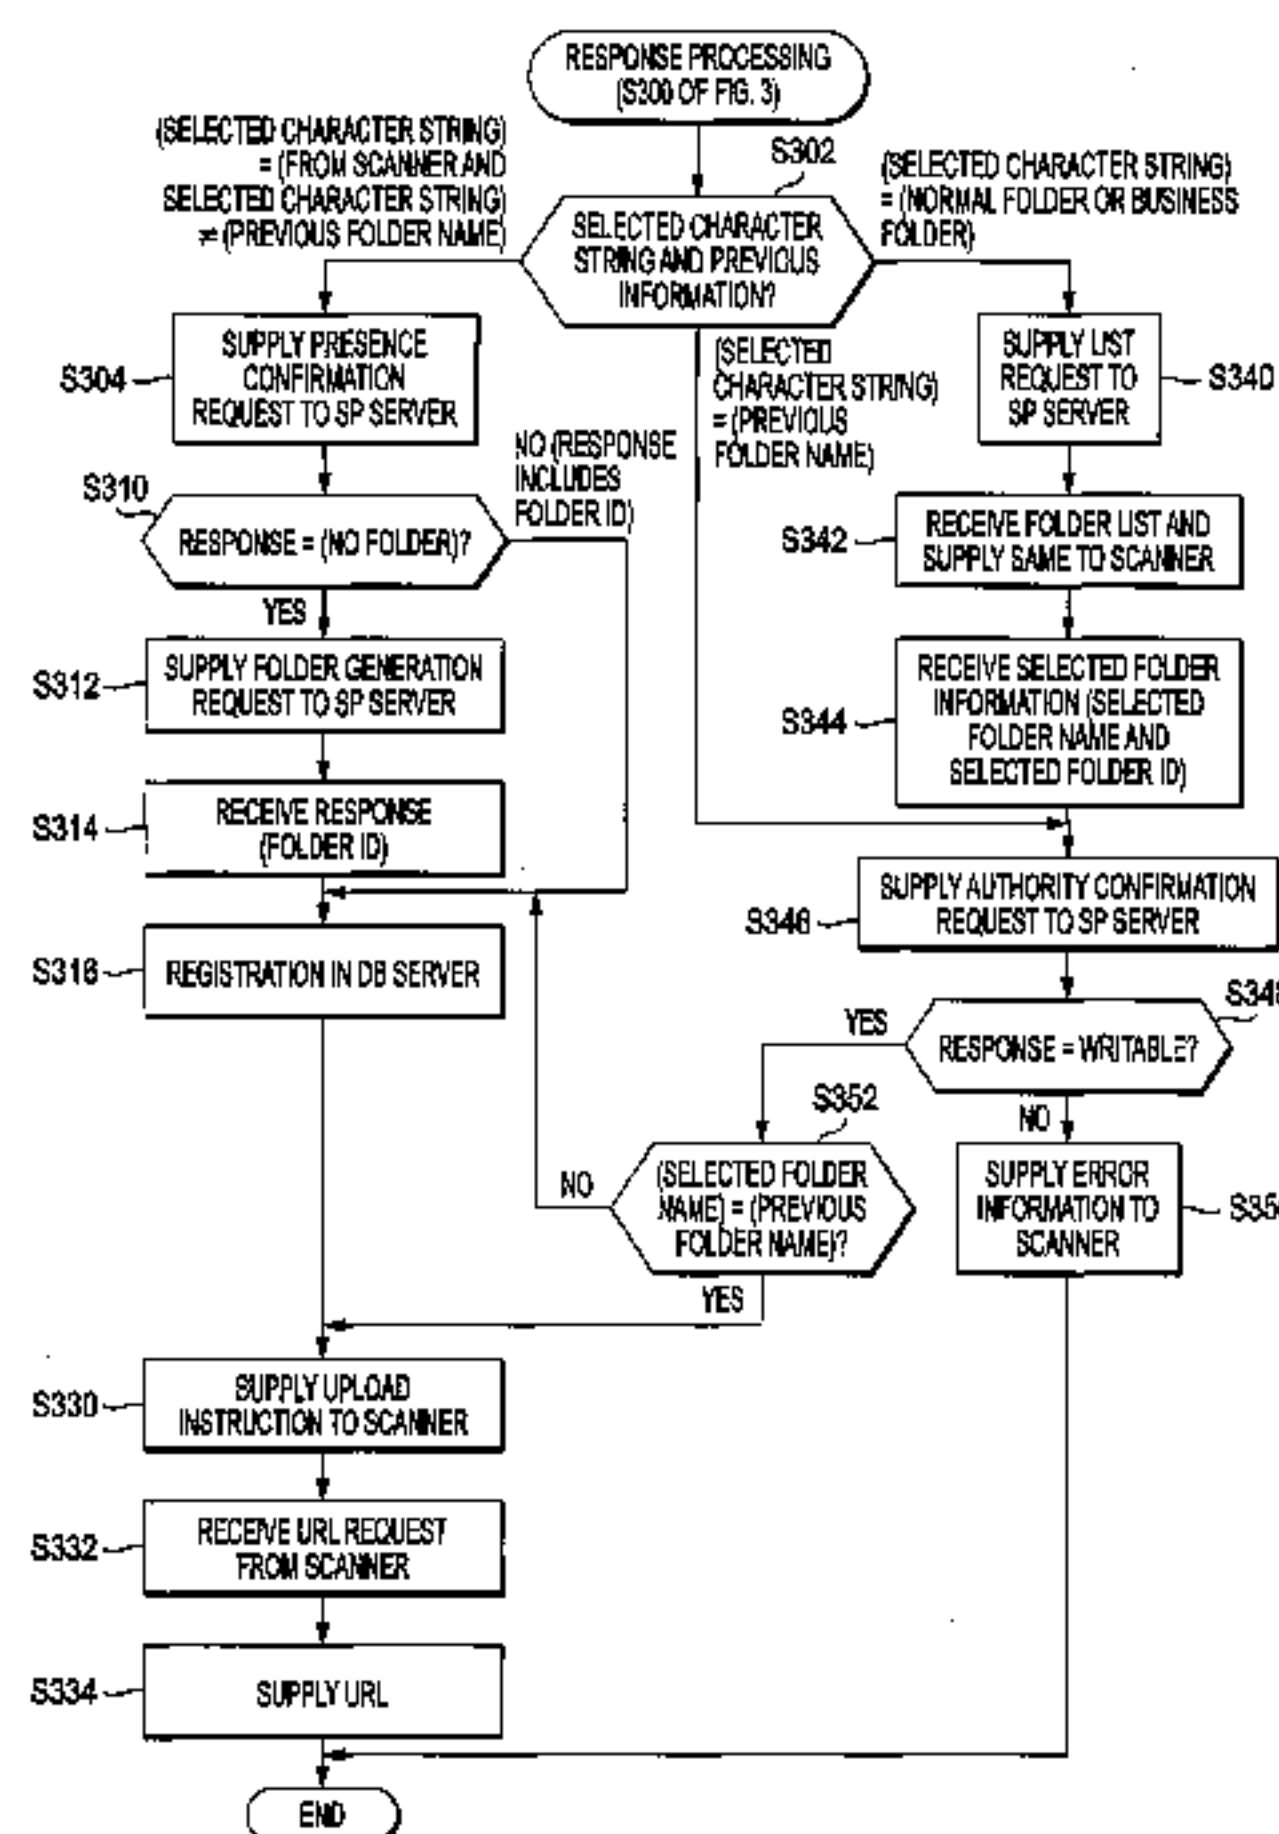 RESPONSE PROCESSING
(S300 OF FIG. 3)
(SELECTED CHARACTER STRING)
= (FROM SCANNER AND
SELECTED CHARACTER STRING)
≠ (PREVIOUS FOLDER NAME)
S302
(SELECTED CHARACTER STRING)
= (NORMAL FOLDER OR BUSINESS
FOLDER)
SELECTED CHARACTER
STRING AND PREVIOUS
INFORMATION?
S304
SUPPLY PRESENCE
CONFIRMATION
REQUEST TO SP SERVER
(SELECTED
CHARACTER STRING)
= (PREVIOUS
FOLDER NAME)
SUPPLY LIST
REQUEST TO
SP SERVER
S340
NO (RESPONSE
INCLUDES
FOLDER ID)
S310
RESPONSE = (NO FOLDER)?
YES
S342
RECEIVE FOLDER LIST AND
SUPPLY SAME TO SCANNER
S312
SUPPLY FOLDER GENERATION
REQUEST TO SP SERVER
S344
RECEIVE SELECTED FOLDER
INFORMATION (SELECTED
FOLDER NAME AND
SELECTED FOLDER ID)
S314
RECEIVE RESPONSE
(FOLDER ID)
S346
SUPPLY AUTHORITY CONFIRMATION
REQUEST TO SP SERVER
S316
REGISTRATION IN DB SERVER
S348
YES
RESPONSE = WRITABLE?
NO
S352
NO
(SELECTED FOLDER
NAME) = (PREVIOUS
FOLDER NAME)?
YES
SUPPLY ERROR
INFORMATION TO
SCANNER
S330
SUPPLY UPLOAD
INSTRUCTION TO SCANNER
S332
RECEIVE URL REQUEST
FROM SCANNER
S334
SUPPLY URL
END